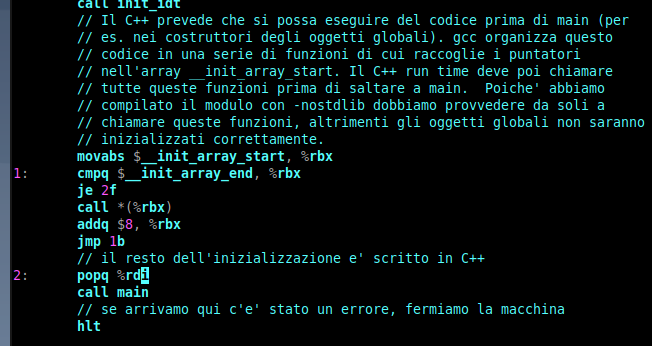 call init_idt
// Il C++ prevede che si possa eseguire del codice prima di main (per
// es. nei costruttori degli oggetti globali). gcc organizza questo
// codice in una serie di funzioni di cui raccoglie i puntatori
// nell'array __init_array_start. Il C++ run time deve poi chiamare
// tutte queste funzioni prima di saltare a main.  Poiche' abbiamo
// compilato il modulo con -nostdlib dobbiamo provvedere da soli a
// chiamare queste funzioni, altrimenti gli oggetti globali non saranno
// inizializzati correttamente.
movabs $__init_array_start, %rbx
1: cmpq $__init_array_end, %rbx
je 2f
call *(%rbx)
addq $8, %rbx
jmp 1b
// il resto dell'inizializzazione e' scritto in C++
2: popq %rdi
call main
// se arrivamo qui c'e' stato un errore, fermiamo la macchina
hlt